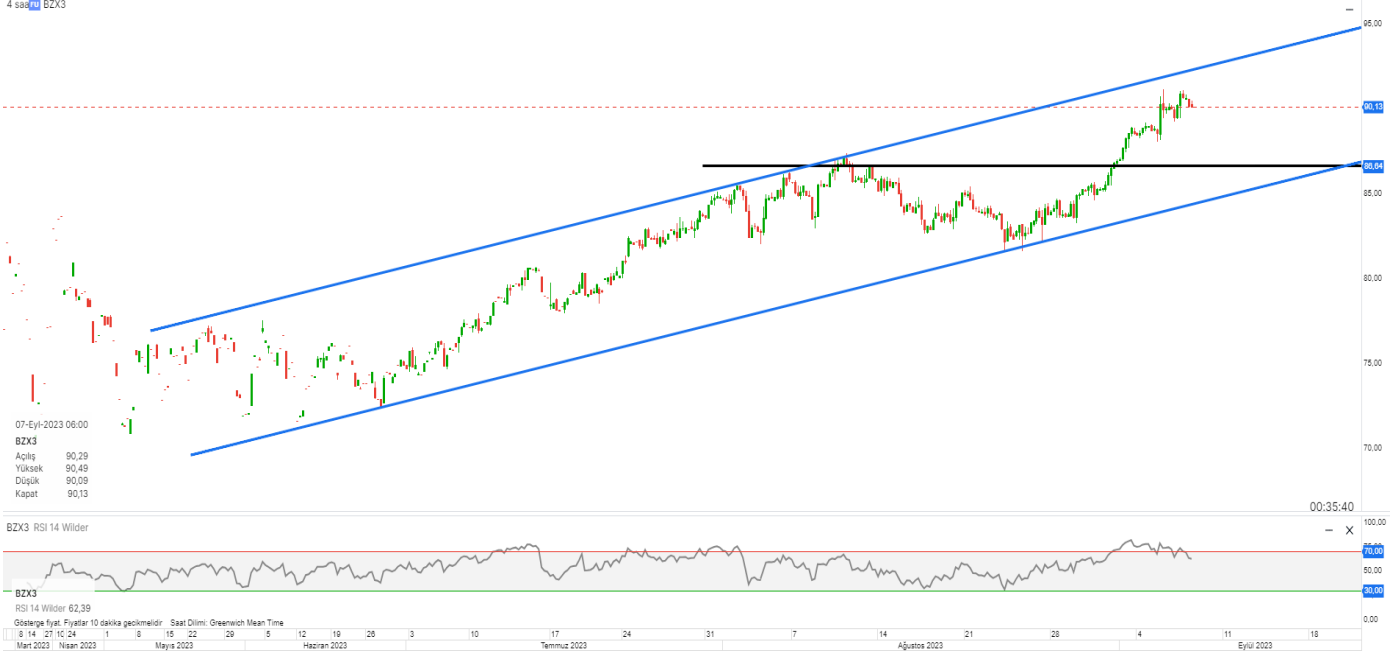 4 saa ru BZX3
95,00
90,13
86,64
85,00
80,00
75,00
70,00
07-Eyl-2023 06:00
BZX3
Açılış 90,29
Yüksek 90,49
Düşük 90,09
Kapat 90,13
00:35:40
BZX3 RSI 14 Wilder
100,00
70,00
50,00
30,00
0,00
BZX3
RSI 14 Wilder 62,39
Gösterge fiyat. Fiyatlar 10 dakika gecikmelidir Saat Dilimi: Greenwich Mean Time
8 14 27 10 24 1 8 15 22 29 5 12 19 26 3 10 17 24 31 7 14 21 28 4 11 18
Mart 2023 Nisan 2023 Mayıs 2023 Haziran 2023 Temmuz 2023 Ağustos 2023 Eylül 2023